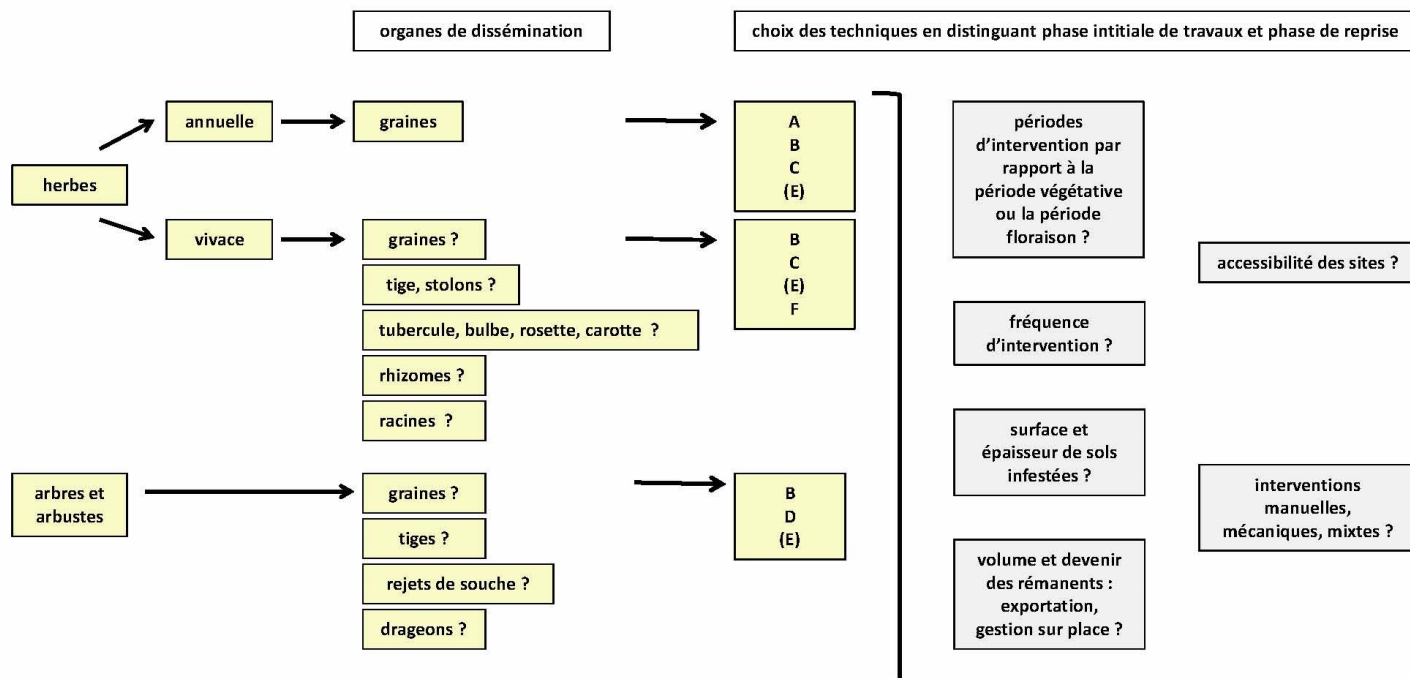 organes de dissémination
choix des techniques en distinguant phase intitiale de travaux et phase de reprise
herbes
annuelle
graines
A
B
C
(E)
vivace
graines ?
tige, stolons ?
tubercule, bulbe, rosette, carotte ?
rhizomes ?
racines ?
B
C
(E)
F
arbres et
arbustes
graines ?
tiges ?
rejets de souche ?
drageons ?
B
D
(E)
périodes
d’intervention par
rapport à la
période végétative
ou la période
floraison ?
fréquence
d’intervention ?
surface et
épaisseur de sols
infestées ?
volume et devenir
des rémanents :
exportation,
gestion sur place ?
accessibilité des sites ?
interventions
manuelles,
mécaniques, mixtes ?